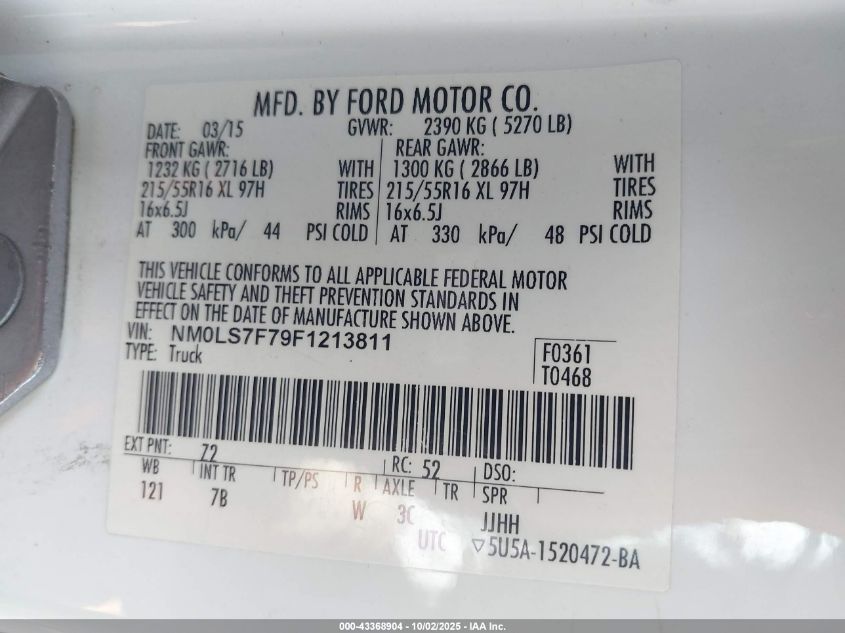 MFD. BY FORD MOTOR CO.
DATE: 03/15 GVWR: 2390 KG ( 5270 LB)
FRONT GAWR: REAR GAWR:
1232 KG ( 2716 LB) WITH 1300 KG ( 2866 LB) WITH
215/55R16 XL 97H TIRES 215/55R16 XL 97H TIRES
16x6.5J RIMS 16x6.5J RIMS
AT 300 kPa/ 44 PSI COLD AT 330 kPa/ 48 PSI COLD
THIS VEHICLE CONFORMS TO ALL APPLICABLE FEDERAL MOTOR
VEHICLE SAFETY AND THEFT PREVENTION STANDARDS IN
EFFECT ON THE DATE OF MANUFACTURE SHOWN ABOVE.
VIN: NM0LS7F79F1213811
TYPE: Truck
F0361
T0468
EXT PNT: Z2 RC: 52 DSO:
WB INT TR TP/PS R AXLE TR SPR
121 7B W 3C JJHH
UTC ▽5U5A-1520472-BA
000-43368904 - 10/02/2025 - IAA Inc.